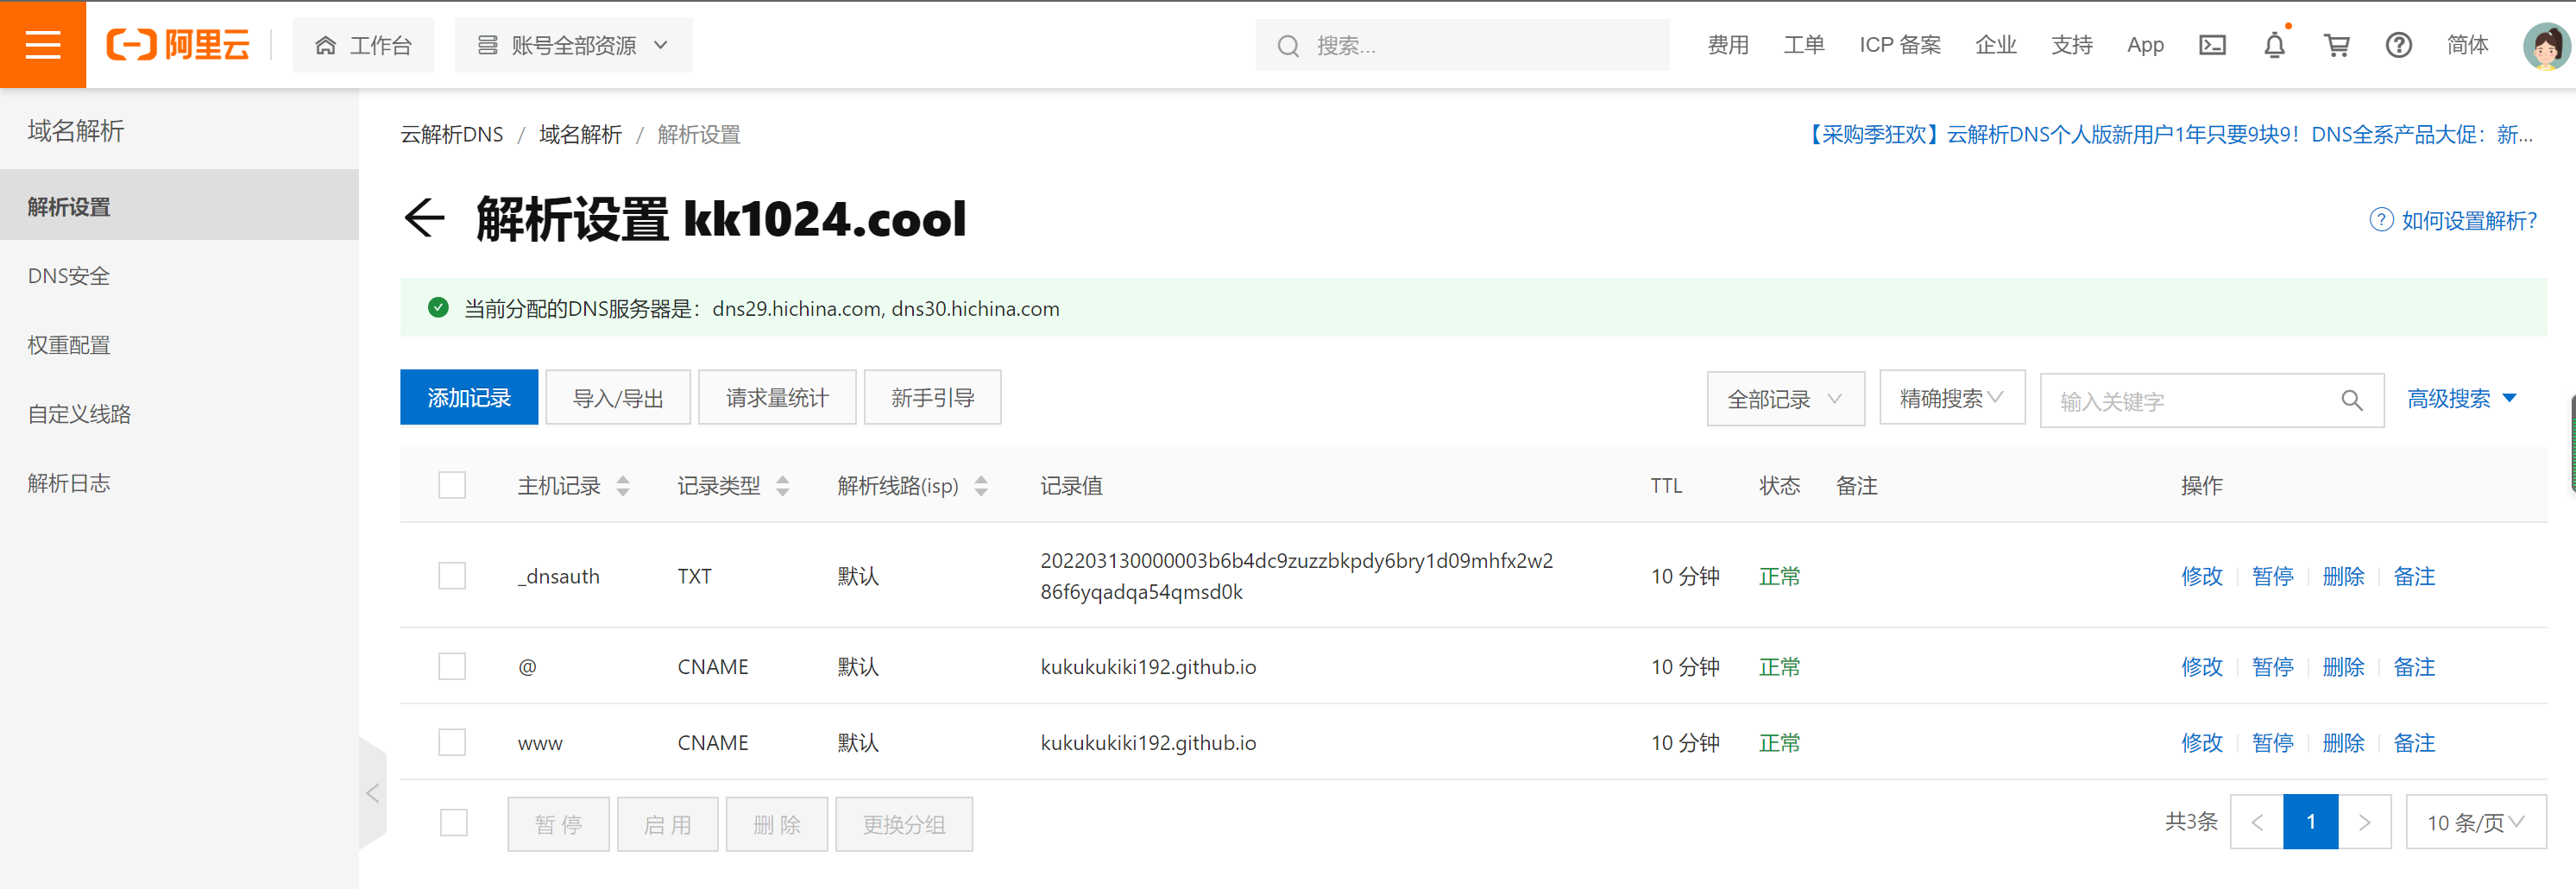 阿里云 工作台 账号全部资源 搜索... 费用 工单 ICP 备案 企业 支持 App 简体
域名解析
解析设置
DNS安全
权重配置
自定义线路
解析日志
云解析DNS / 域名解析 / 解析设置
【采购季狂欢】云解析DNS个人版新用户1年只要9块9！DNS全系产品大促：新...
解析设置 kk1024.cool
如何设置解析?
当前分配的DNS服务器是：dns29.hichina.com, dns30.hichina.com
添加记录 导入/导出 请求量统计 新手引导 全部记录 精确搜索 输入关键字 高级搜索
主机记录 记录类型 解析线路(isp) 记录值 TTL 状态 备注 操作
_dnsauth TXT 默认 202203130000003b6b4dc9zuzzbkpdy6bry1d09mhfx2w2
86f6yqadqa54qmsd0k 10 分钟 正常 修改 暂停 删除 备注
@ CNAME 默认 kukukukiki192.github.io 10 分钟 正常 修改 暂停 删除 备注
www CNAME 默认 kukukukiki192.github.io 10 分钟 正常 修改 暂停 删除 备注
暂 停 启 用 删 除 更换分组 共3条 < 1 > 10 条/页